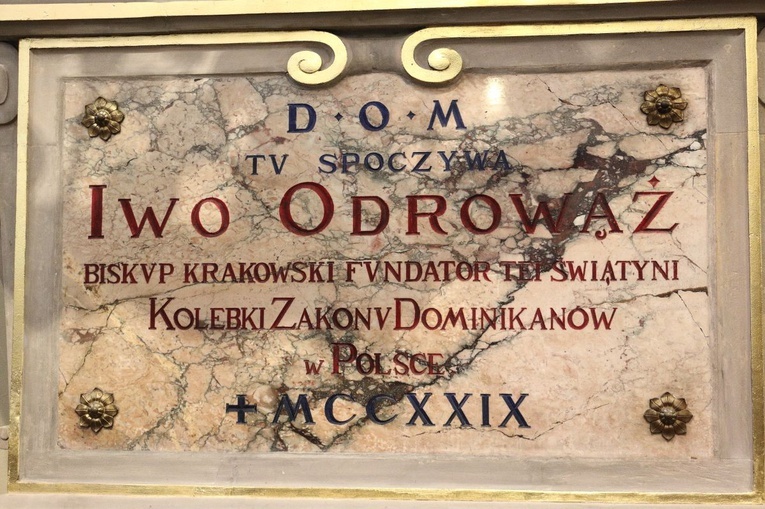 D·O·M
TV SPOCZYWA
IWO ODROWĄŻ
BISKVP KRAKOWSKI FVNDATOR TEJ ŚWIĄTYNI
KOLEBKI ZAKONV DOMINIKANÓW
W POLSCE
+ MCCXXIX